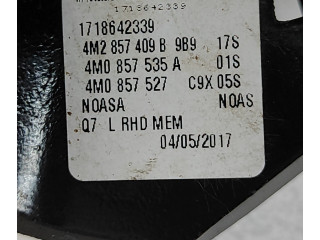 1718642339
1718642339
4M2 857 409 B 9B9 17S
4M0 857 535 A 01S
4M0 857 527 C9X 05S
NOASA NOAS
Q7 L RHD MEM
04/05/2017